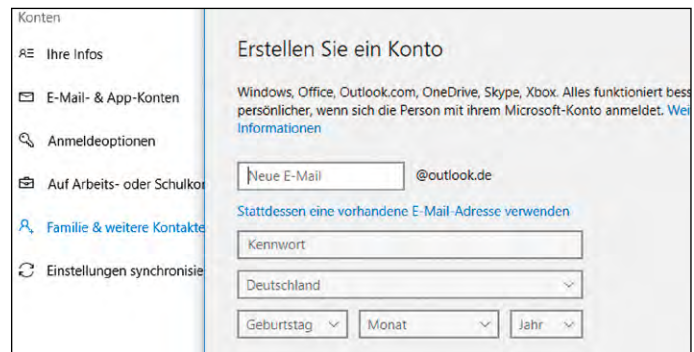 Konten
Ihre Infos
E-Mail- & App-Konten
Anmeldeoptionen
Auf Arbeits- oder Schulkon
Familie & weitere Kontakte
Einstellungen synchronisie
Erstellen Sie ein Konto
Windows, Office, Outlook.com, OneDrive, Skype, Xbox. Alles funktioniert bess
persönlicher, wenn sich die Person mit ihrem Microsoft-Konto anmeldet. Wei
Informationen
Neue E-Mail @outlook.de
Stattdessen eine vorhandene E-Mail-Adresse verwenden
Kennwort
Deutschland
Geburtstag Monat Jahr